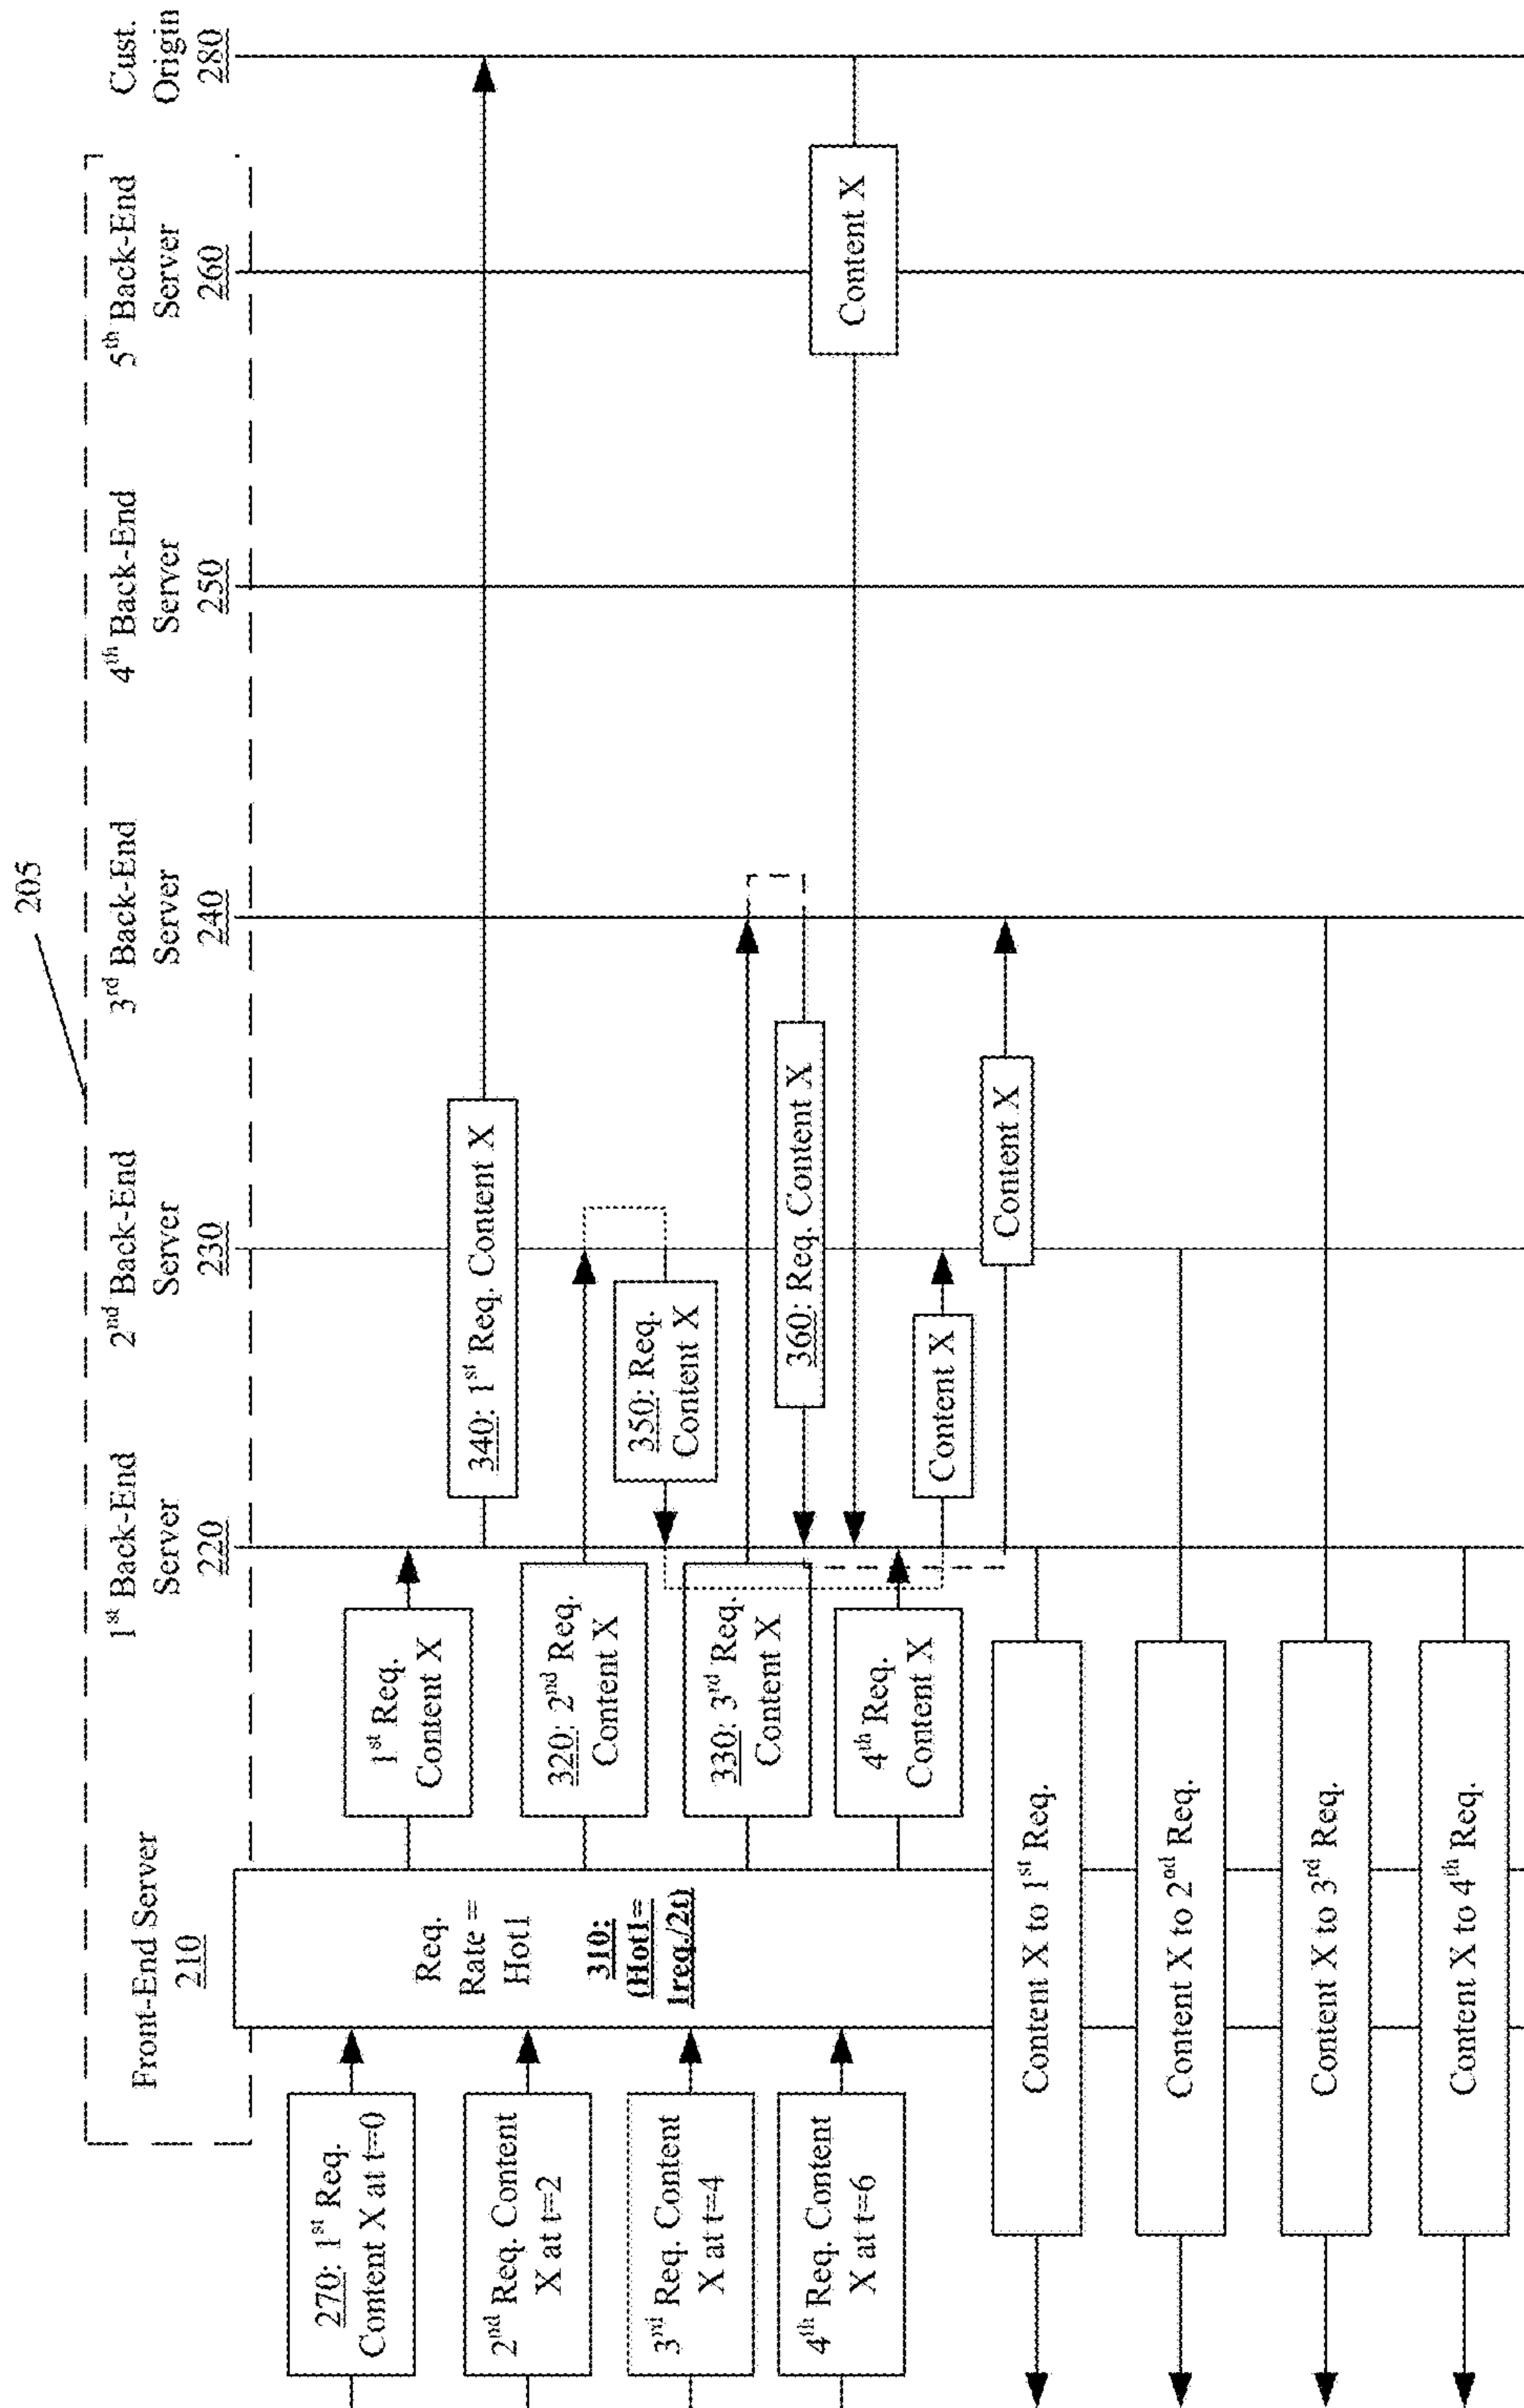 205
Front-End Server
210
1st Back-End
Server
220
2nd Back-End
Server
230
3rd Back-End
Server
240
4th Back-End
Server
250
5th Back-End
Server
260
Cust.
Origin
280
270: 1st Req.
Content X at t=0
1st Req.
Content X
340: 1st Req. Content X
Req.
Rate =
Hot1
310:
(Hot1=
1req./2t)
2nd Req. Content
X at t=2
320: 2nd Req.
Content X
350: Req.
Content X
3rd Req. Content
X at t=4
330: 3rd Req.
Content X
360: Req. Content X
Content X
4th Req. Content
X at t=6
4th Req.
Content X
Content X
Content X
Content X to 1st Req.
Content X to 2nd Req.
Content X to 3rd Req.
Content X to 4th Req.